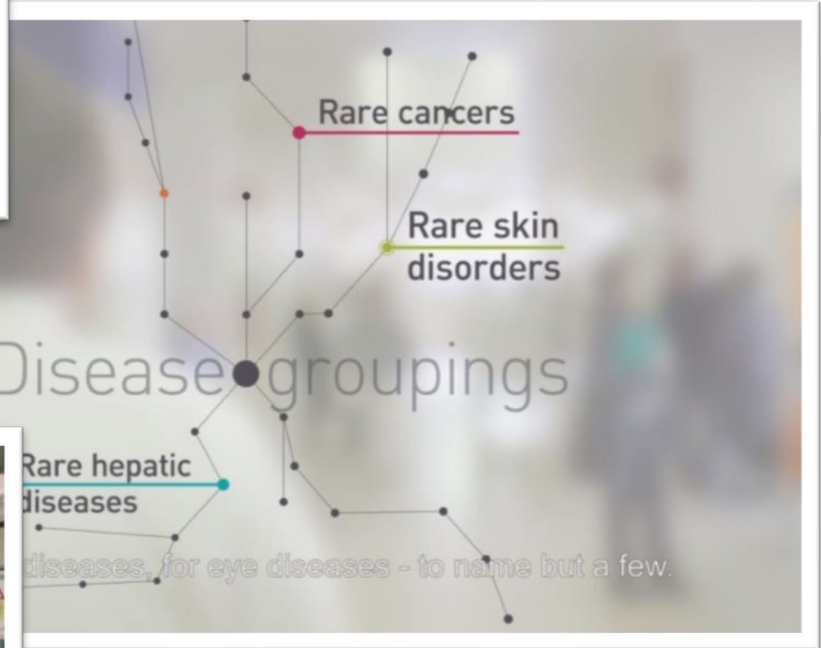 Rare cancers
Rare skin
disorders
Disease groupings
Rare hepatic
diseases
diseases, for eye diseases - to name but a few.